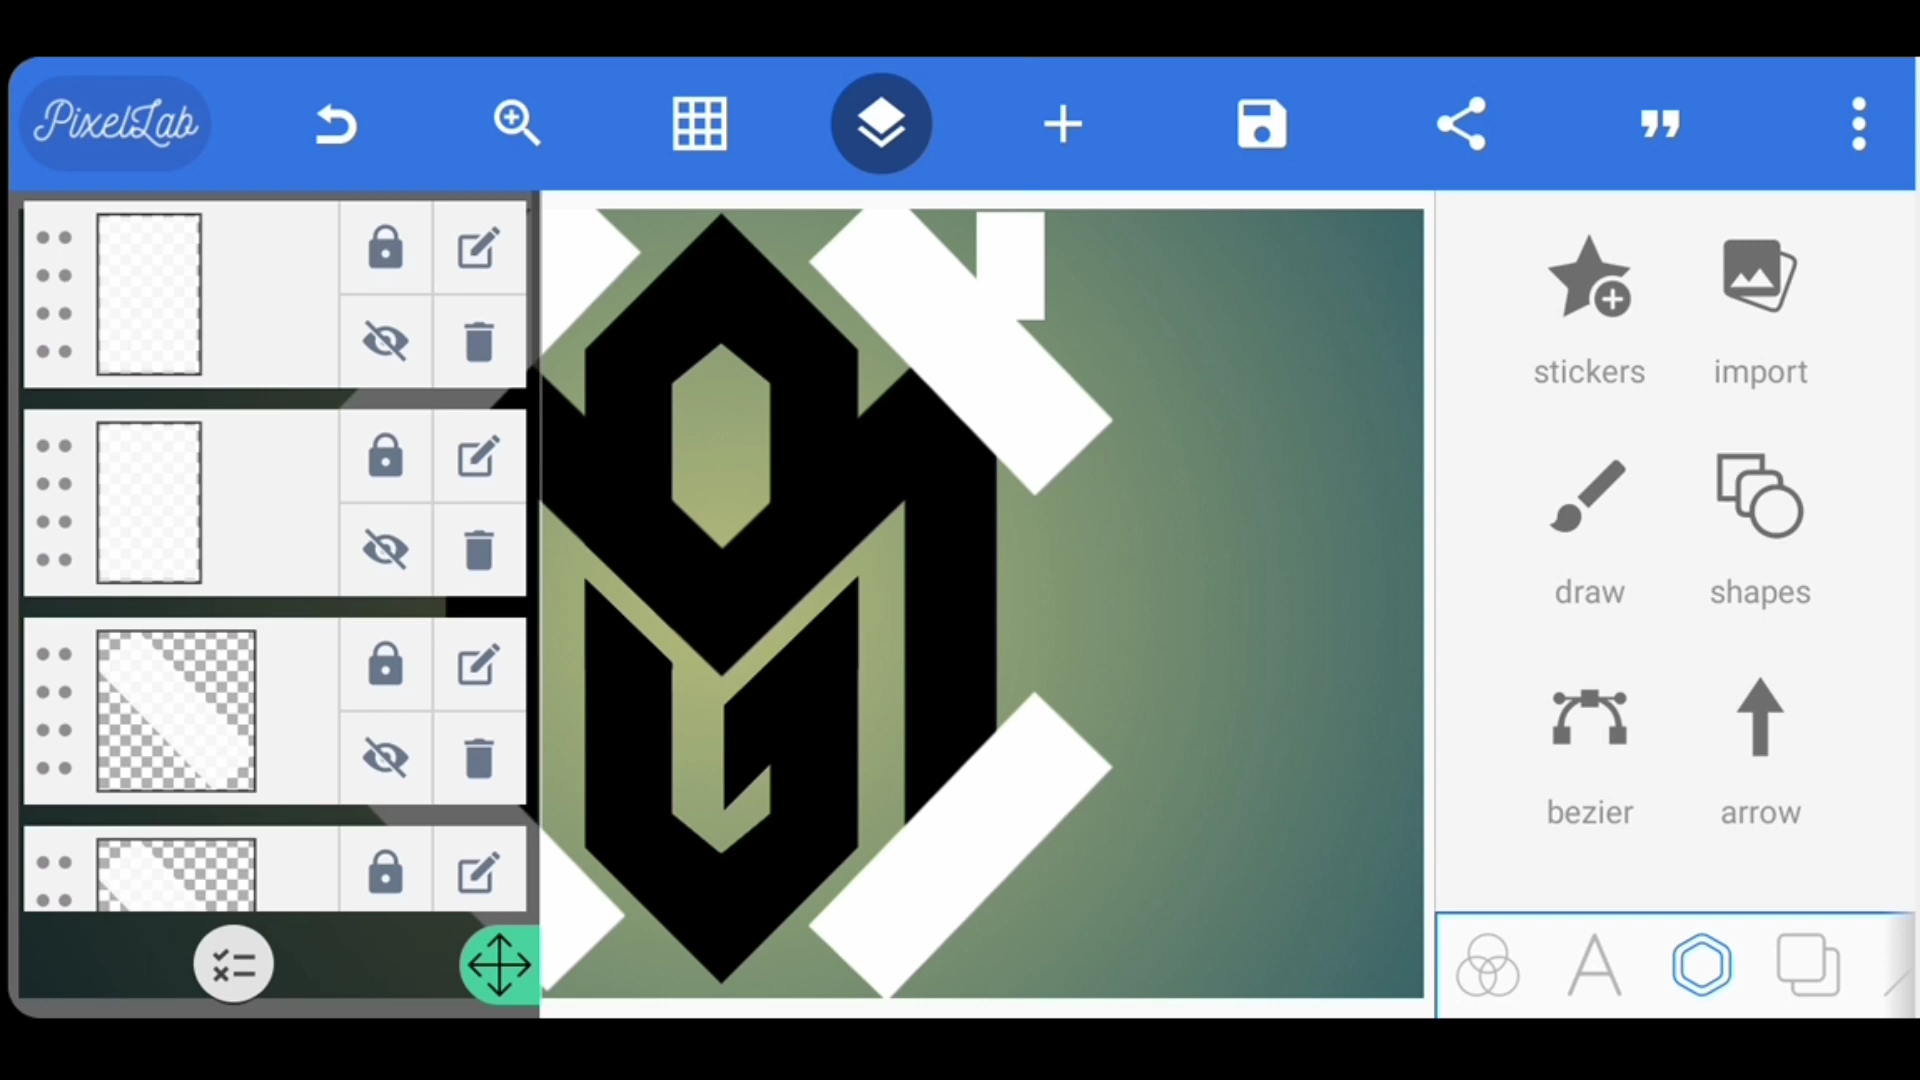 PixelLab
stickers
import
draw
shapes
bezier
arrow